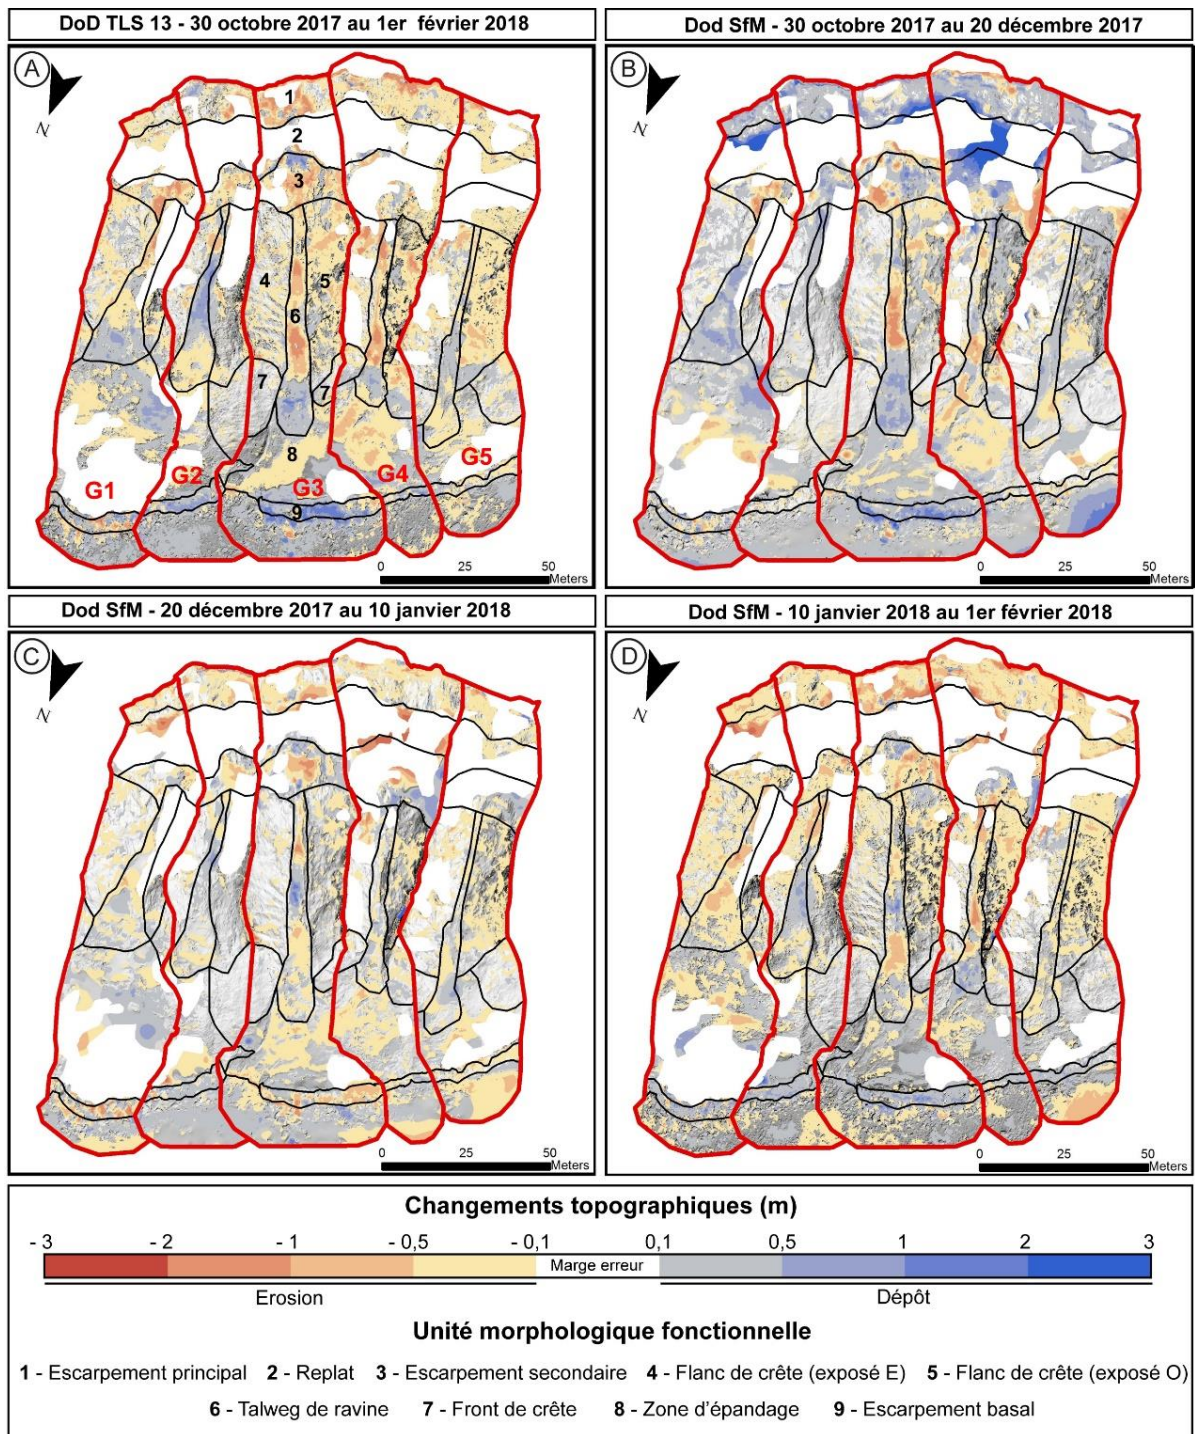 DoD TLS 13 - 30 octobre 2017 au 1er février 2018
Dod SfM - 30 octobre 2017 au 20 décembre 2017
A
N
1
2
3
4
5
6
7
7
8
9
G1
G2
G3
G4
G5
0 25 50
Meters
B
N
0 25 50
Meters
Dod SfM - 20 décembre 2017 au 10 janvier 2018
Dod SfM - 10 janvier 2018 au 1er février 2018
C
N
0 25 50
Meters
D
N
0 25 50
Meters
Changements topographiques (m)
- 3 - 2 - 1 - 0,5 - 0,1 0,1 0,5 1 2 3
Marge erreur
Erosion Dépôt
Unité morphologique fonctionnelle
1 - Escarpement principal 2 - Replat 3 - Escarpement secondaire 4 - Flanc de crête (exposé E) 5 - Flanc de crête (exposé O)
6 - Talweg de ravine 7 - Front de crête 8 - Zone d'épandage 9 - Escarpement basal